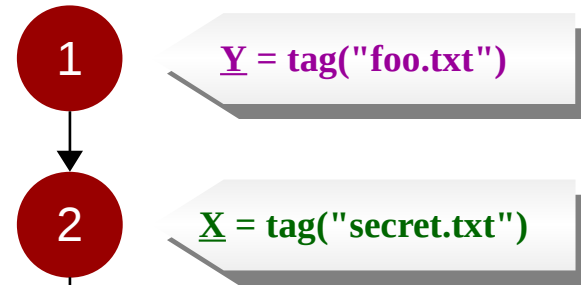 1
Y = tag("foo.txt")
2
X = tag("secret.txt")